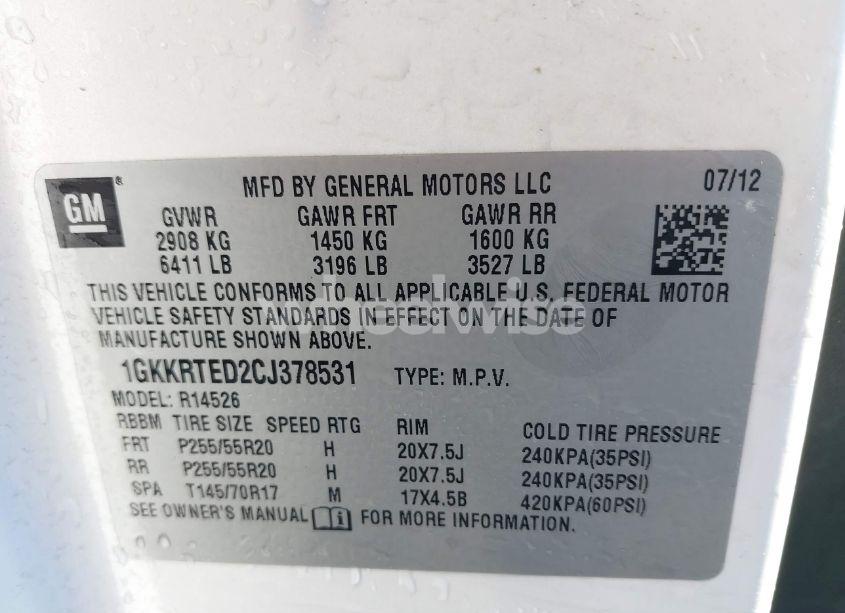 GM ®
MFD BY GENERAL MOTORS LLC 07/12
GVWR GAWR FRT GAWR RR
2908 KG 1450 KG 1600 KG
6411 LB 3196 LB 3527 LB
THIS VEHICLE CONFORMS TO ALL APPLICABLE U.S. FEDERAL MOTOR
VEHICLE SAFETY STANDARDS IN EFFECT ON THE DATE OF
MANUFACTURE SHOWN ABOVE.
1GKKRTED2CJ378531 TYPE: M.P.V.
MODEL: R14526
RBBM TIRE SIZE SPEED RTG RIM COLD TIRE PRESSURE
FRT P255/55R20 H 20X7.5J 240KPA(35PSI)
RR P255/55R20 H 20X7.5J 240KPA(35PSI)
SPA T145/70R17 M 17X4.5B 420KPA(60PSI)
SEE OWNER'S MANUAL i FOR MORE INFORMATION.